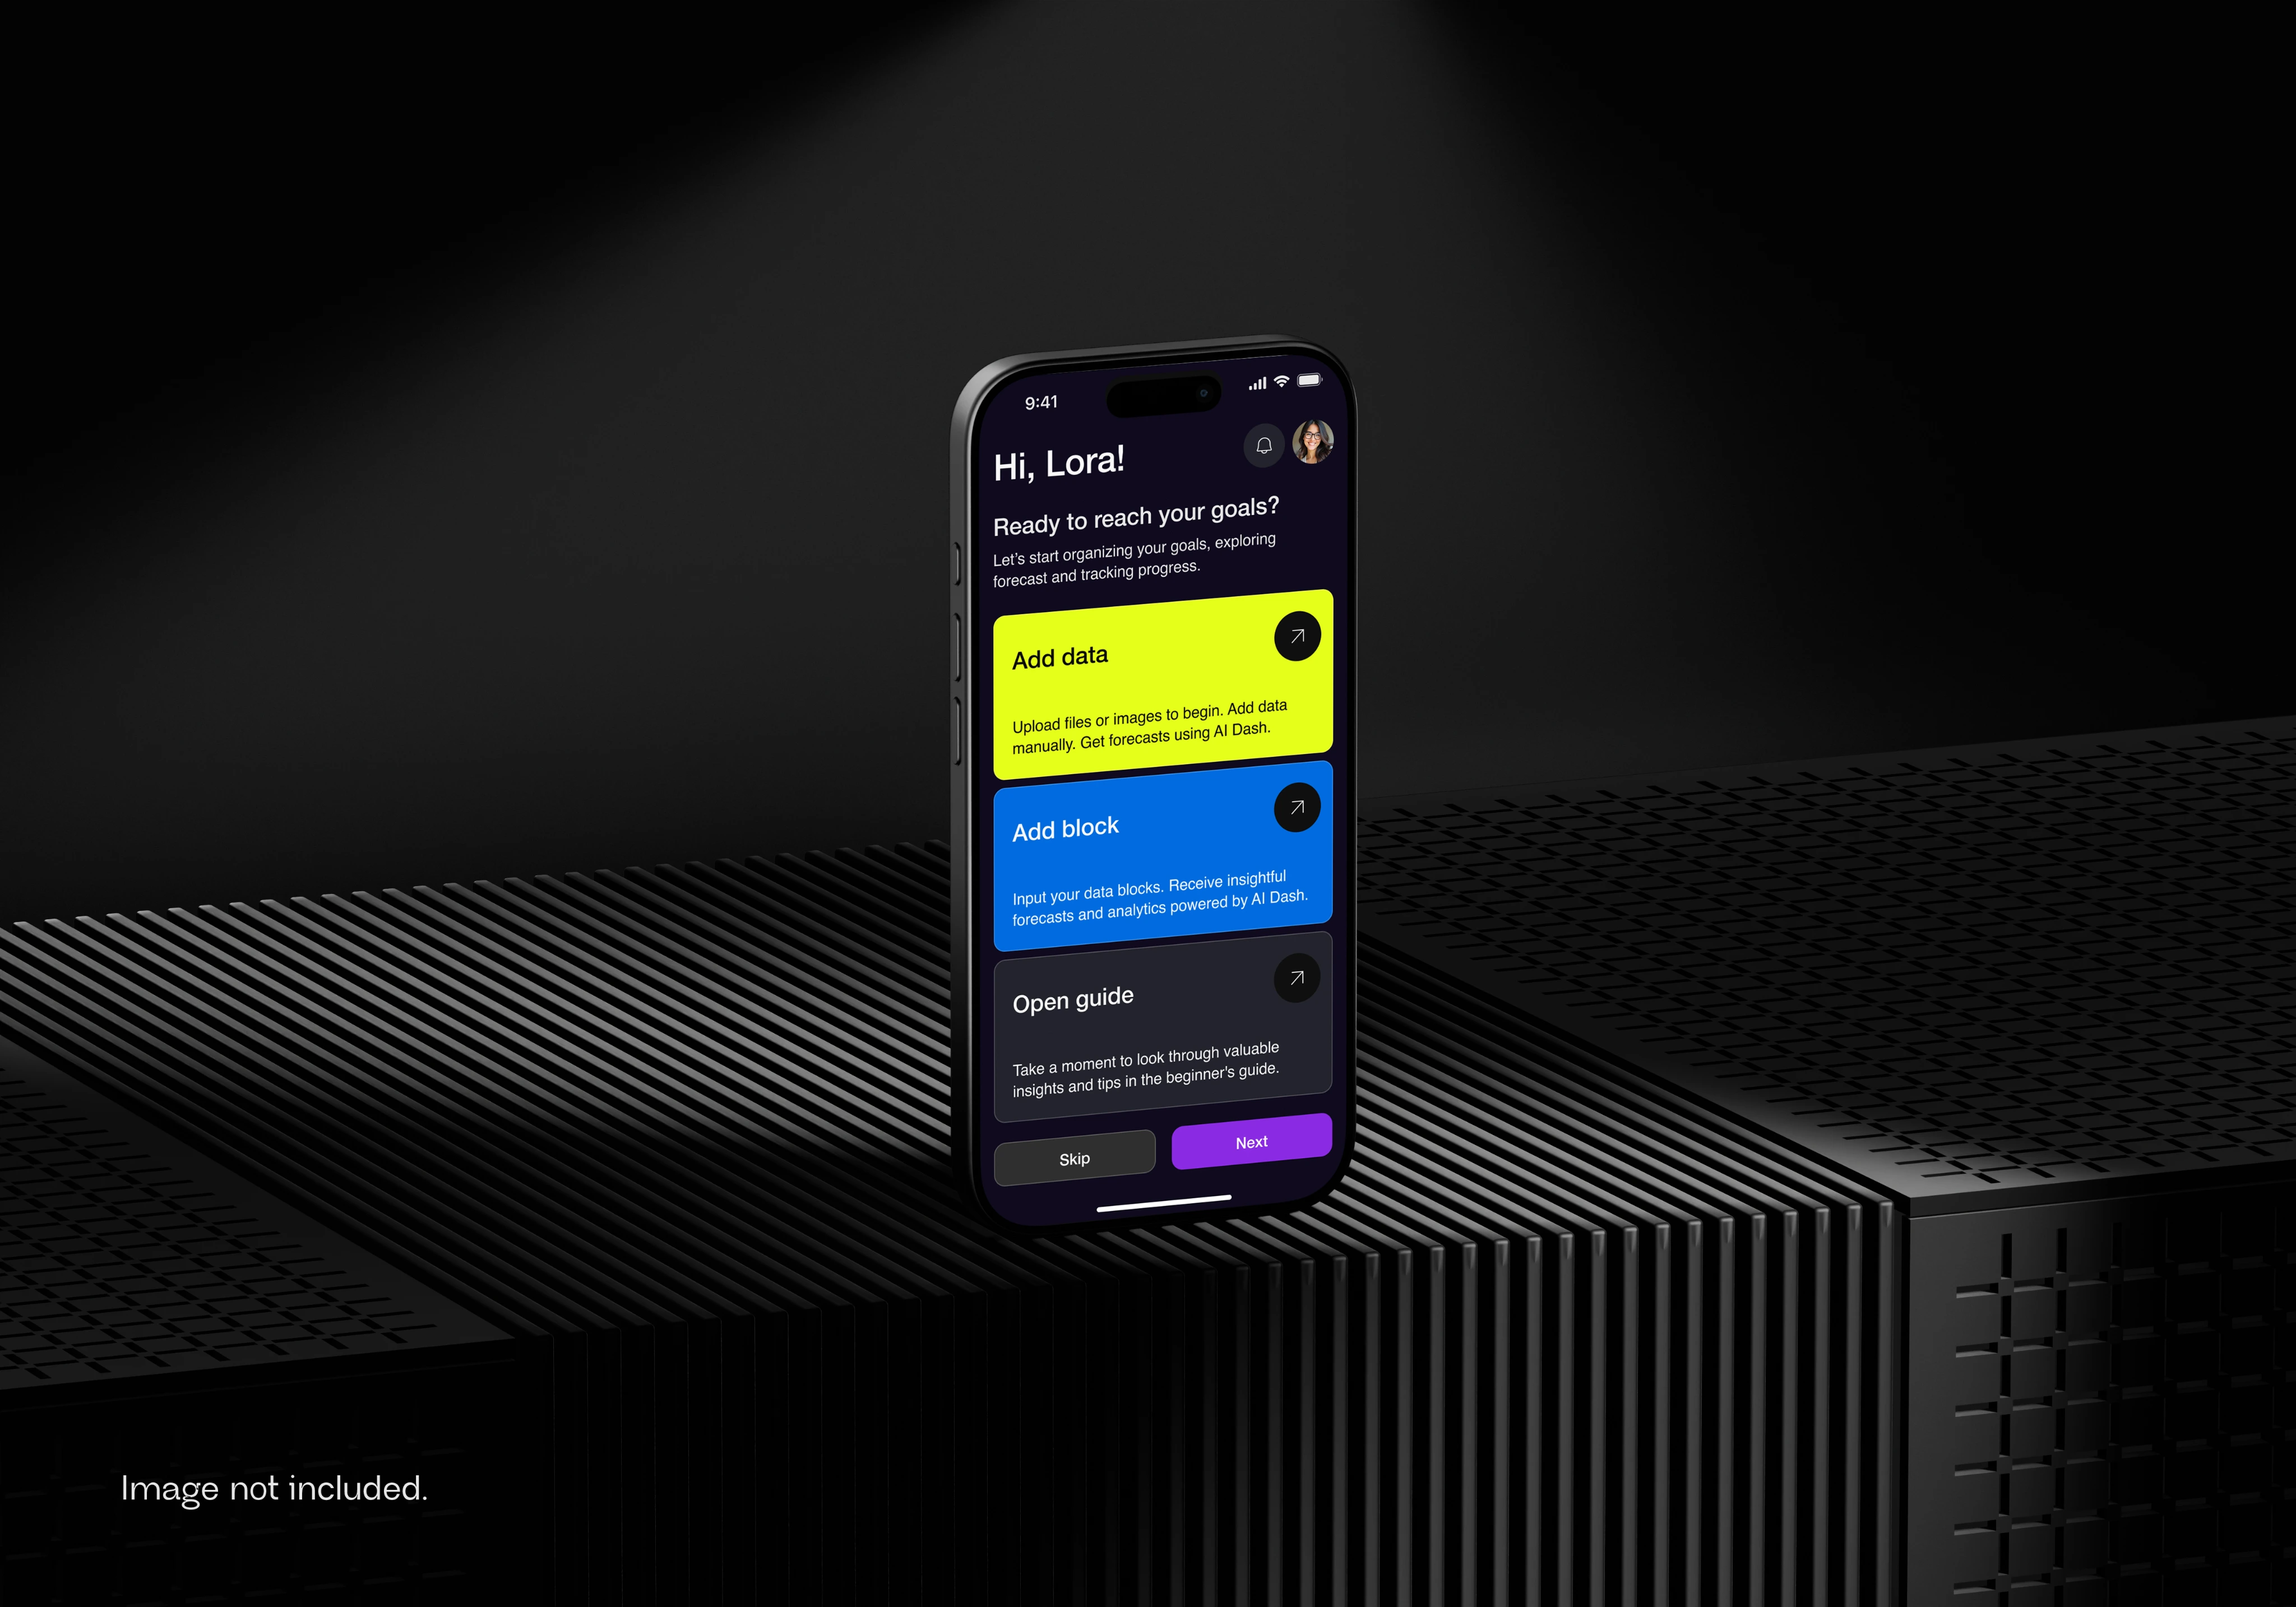 9:41
Hi, Lora!
Ready to reach your goals?
Let's start organizing your goals, exploring
forecast and tracking progress.
Add data
Upload files or images to begin. Add data
manually. Get forecasts using AI Dash.
Add block
Input your data blocks. Receive insightful
forecasts and analytics powered by AI Dash.
Open guide
Take a moment to look through valuable
insights and tips in the beginner's guide.
Skip
Next
Image not included.